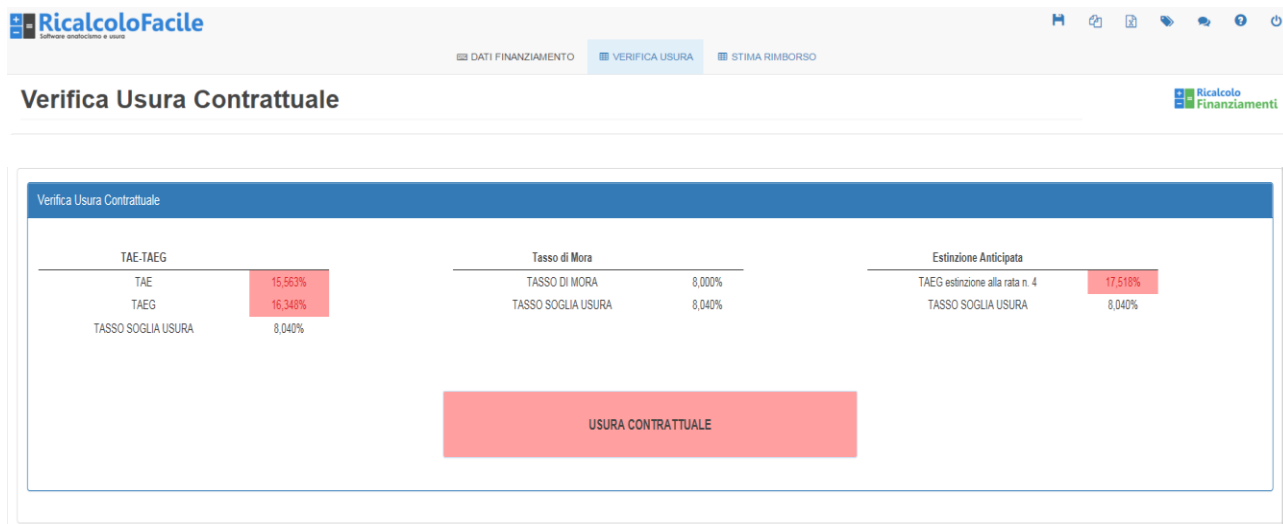 RicalcoloFacile
Software anatocismo e usura
DATI FINANZIAMENTO VERIFICA USURA STIMA RIMBORSO
Verifica Usura Contrattuale
Ricalcolo
Finanziamenti
Verifica Usura Contrattuale
TAE-TAEG
TAE 15,563%
TAEG 16,348%
TASSO SOGLIA USURA 8,040%
Tasso di Mora
TASSO DI MORA 8,000%
TASSO SOGLIA USURA 8,040%
Estinzione Anticipata
TAEG estinzione alla rata n. 4 17,518%
TASSO SOGLIA USURA 8,040%
USURA CONTRATTUALE